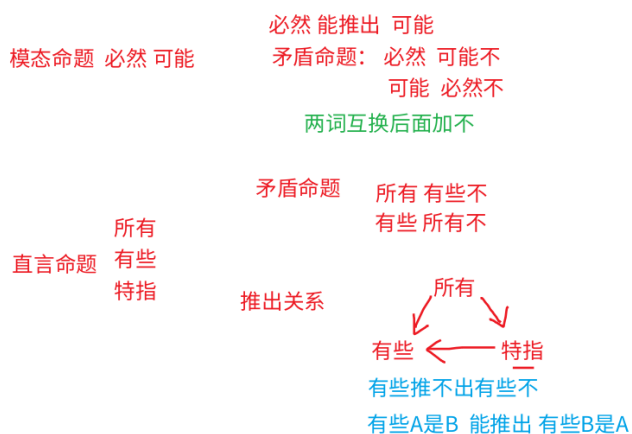 必然 能推出 可能
模态命题 必然 可能
矛盾命题： 必然 可能不
可能 必然不
两词互换后面加不
矛盾命题
所有 有些不
有些 所有不
直言命题
所有
有些
特指
推出关系
所有
有些
特指
有些推不出有些不
有些A是B 能推出 有些B是A